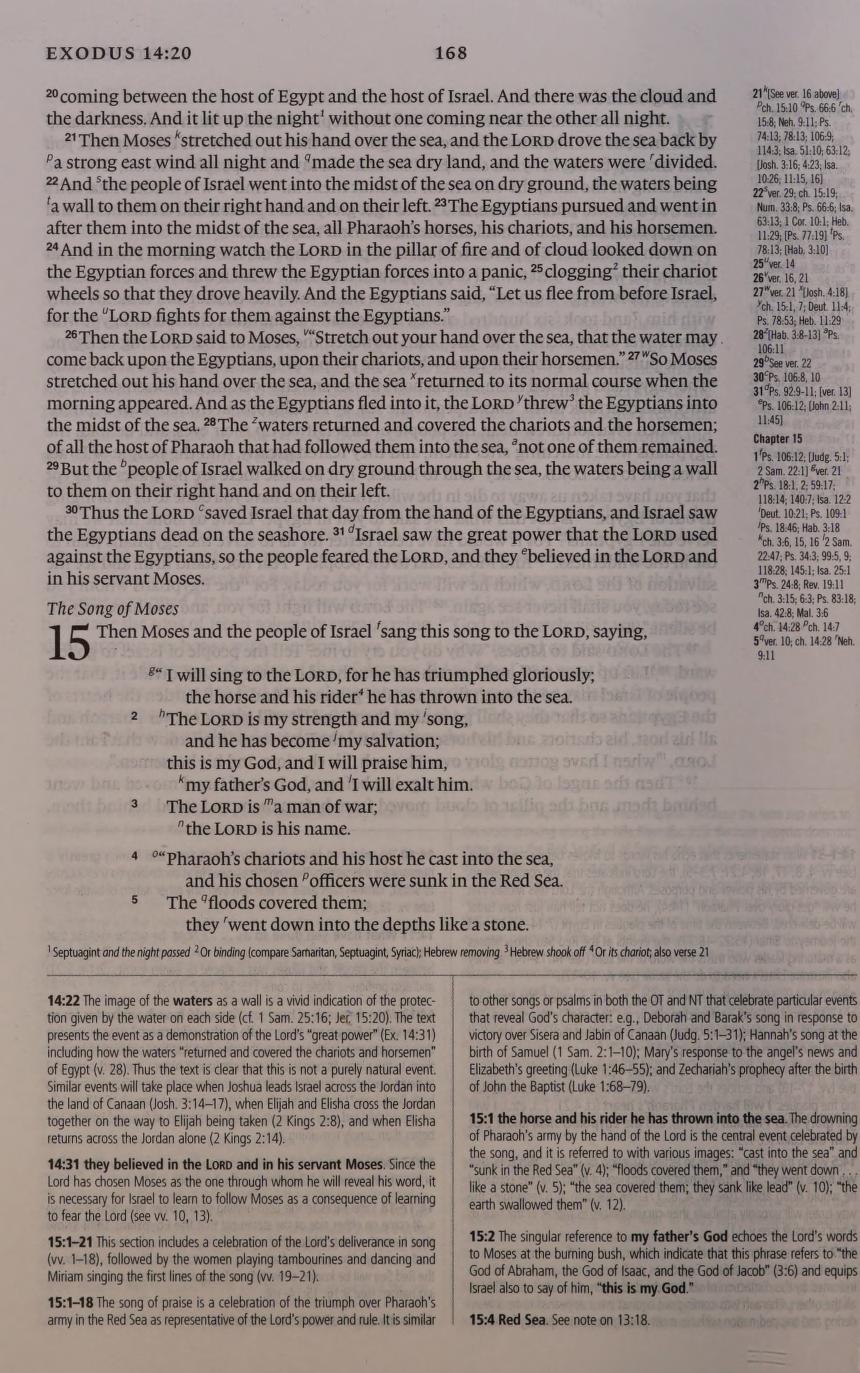 EXODUS 14:20
168
20 coming between the host of Egypt and the host of Israel. And there was the cloud and
the darkness. And it lit up the night1 without one coming near the other all night.
21 Then Moses kstretched out his hand over the sea, and the LORD drove the sea back by
pa strong east wind all night and qmade the sea dry land, and the waters were rdivided.
22 And sthe people of Israel went into the midst of the sea on dry ground, the waters being
ta wall to them on their right hand and on their left. 23 The Egyptians pursued and went in
after them into the midst of the sea, all Pharaoh's horses, his chariots, and his horsemen.
24 And in the morning watch the LORD in the pillar of fire and of cloud looked down on
the Egyptian forces and threw the Egyptian forces into a panic, 25 clogging2 their chariot
wheels so that they drove heavily. And the Egyptians said, “Let us flee from before Israel,
for the uLORD fights for them against the Egyptians.”
26 Then the LORD said to Moses, v“Stretch out your hand over the sea, that the water may
come back upon the Egyptians, upon their chariots, and upon their horsemen.” 27 wSo Moses
stretched out his hand over the sea, and the sea xreturned to its normal course when the
morning appeared. And as the Egyptians fled into it, the LORD ythrew3 the Egyptians into
the midst of the sea. 28 The zwaters returned and covered the chariots and the horsemen;
of all the host of Pharaoh that had followed them into the sea, anot one of them remained.
29 But the bpeople of Israel walked on dry ground through the sea, the waters being a wall
to them on their right hand and on their left.
30 Thus the LORD csaved Israel that day from the hand of the Egyptians, and Israel saw
the Egyptians dead on the seashore. 31 dIsrael saw the great power that the LORD used
against the Egyptians, so the people feared the LORD, and they ebelieved in the LORD and
in his servant Moses.
The Song of Moses
15 Then Moses and the people of Israel fsang this song to the LORD, saying,
g“ I will sing to the LORD, for he has triumphed gloriously;
the horse and his rider4 he has thrown into the sea.
2 hThe LORD is my strength and my isong,
and he has become jmy salvation;
this is my God, and I will praise him,
kmy father's God, and lI will exalt him.
3 The LORD is ma man of war;
nthe LORD is his name.
4 o“Pharaoh's chariots and his host he cast into the sea,
and his chosen pofficers were sunk in the Red Sea.
5 The qfloods covered them;
they rwent down into the depths like a stone.
1 Septuagint and the night passed 2 Or binding (compare Samaritan, Septuagint, Syriac); Hebrew removing 3 Hebrew shook off 4 Or its chariot; also verse 21
21 k[See ver. 16 above]
pch. 15:10 qPs. 66:6 rch.
15:8; Neh. 9:11; Ps.
74:13; 78:13; 106:9;
114:3; Isa. 51:10; 63:12;
[Josh. 3:16; 4:23; Isa.
10:26; 11:15, 16]
22 sver. 29; ch. 15:19;
Num. 33:8; Ps. 66:6; Isa.
63:13; 1 Cor. 10:1; Heb.
11:29; [Ps. 77:19] tPs.
78:13; [Hab. 3:10]
25 uver. 14
26 vver. 16, 21
27 wver. 21 x[Josh. 4:18]
ych. 15:1, 7; Deut. 11:4;
Ps. 78:53; Heb. 11:29
28 z[Hab. 3:8-13] aPs.
106:11
29 bSee ver. 22
30 cPs. 106:8, 10
31 dPs. 92:9-11; [ver. 13]
ePs. 106:12; [John 2:11;
11:45]
Chapter 15
1 fPs. 106:12; [Judg. 5:1;
2 Sam. 22:1] gver. 21
2 hPs. 18:1, 2; 59:17;
118:14; 140:7; Isa. 12:2
iDeut. 10:21; Ps. 109:1
jPs. 18:46; Hab. 3:18
kch. 3:6, 15, 16 l2 Sam.
22:47; Ps. 34:3; 99:5, 9;
118:28; 145:1; Isa. 25:1
3 mPs. 24:8; Rev. 19:11
nch. 3:15; 6:3; Ps. 83:18;
Isa. 42:8; Mal. 3:6
4 och. 14:28 pch. 14:7
5 qver. 10; ch. 14:28 rNeh.
9:11
14:22 The image of the waters as a wall is a vivid indication of the protec-
tion given by the water on each side (cf. 1 Sam. 25:16; Jer. 15:20). The text
presents the event as a demonstration of the Lord's “great power” (Ex. 14:31)
including how the waters “returned and covered the chariots and horsemen”
of Egypt (v. 28). Thus the text is clear that this is not a purely natural event.
Similar events will take place when Joshua leads Israel across the Jordan into
the land of Canaan (Josh. 3:14–17), when Elijah and Elisha cross the Jordan
together on the way to Elijah being taken (2 Kings 2:8), and when Elisha
returns across the Jordan alone (2 Kings 2:14).
14:31 they believed in the LORD and in his servant Moses. Since the
Lord has chosen Moses as the one through whom he will reveal his word, it
is necessary for Israel to learn to follow Moses as a consequence of learning
to fear the Lord (see vv. 10, 13).
15:1–21 This section includes a celebration of the Lord's deliverance in song
(vv. 1–18), followed by the women playing tambourines and dancing and
Miriam singing the first lines of the song (vv. 19–21).
15:1–18 The song of praise is a celebration of the triumph over Pharaoh's
army in the Red Sea as representative of the Lord's power and rule. It is similar
to other songs or psalms in both the OT and NT that celebrate particular events
that reveal God's character: e.g., Deborah and Barak's song in response to
victory over Sisera and Jabin of Canaan (Judg. 5:1–31); Hannah's song at the
birth of Samuel (1 Sam. 2:1–10); Mary's response to the angel's news and
Elizabeth's greeting (Luke 1:46–55); and Zechariah's prophecy after the birth
of John the Baptist (Luke 1:68–79).
15:1 the horse and his rider he has thrown into the sea. The drowning
of Pharaoh's army by the hand of the Lord is the central event celebrated by
the song, and it is referred to with various images: “cast into the sea” and
“sunk in the Red Sea” (v. 4); “floods covered them,” and “they went down . . .
like a stone” (v. 5); “the sea covered them; they sank like lead” (v. 10); “the
earth swallowed them” (v. 12).
15:2 The singular reference to my father's God echoes the Lord's words
to Moses at the burning bush, which indicate that this phrase refers to “the
God of Abraham, the God of Isaac, and the God of Jacob” (3:6) and equips
Israel also to say of him, “this is my God.”
15:4 Red Sea. See note on 13:18.